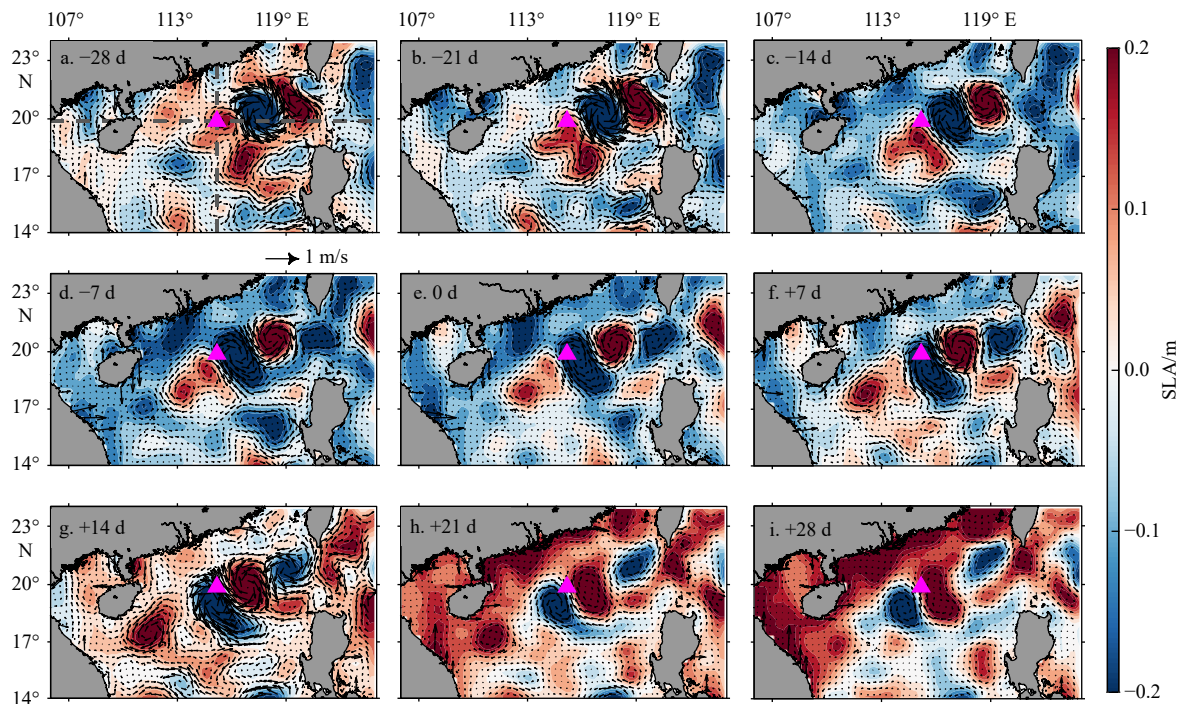 107° 113° 119° E 107° 113° 119° E 107° 113° 119° E
23° N 20° 17° 14°
a. −28 d
b. −21 d
c. −14 d
1 m/s
23° N 20° 17° 14°
d. −7 d
e. 0 d
f. +7 d
23° N 20° 17° 14°
g. +14 d
h. +21 d
i. +28 d
0.2
0.1
0.0
−0.1
−0.2
SLA/m